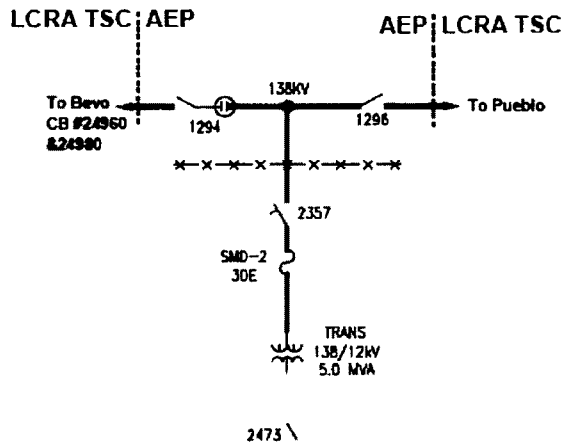 LCRA TSC AEP
AEP LCRA TSC
138KV
To Bevo
CB #24960
&24980
1294
1296
To Pueblo
2357
SMD-2
30E
TRANS
138/12kV
5.0 MVA
2473